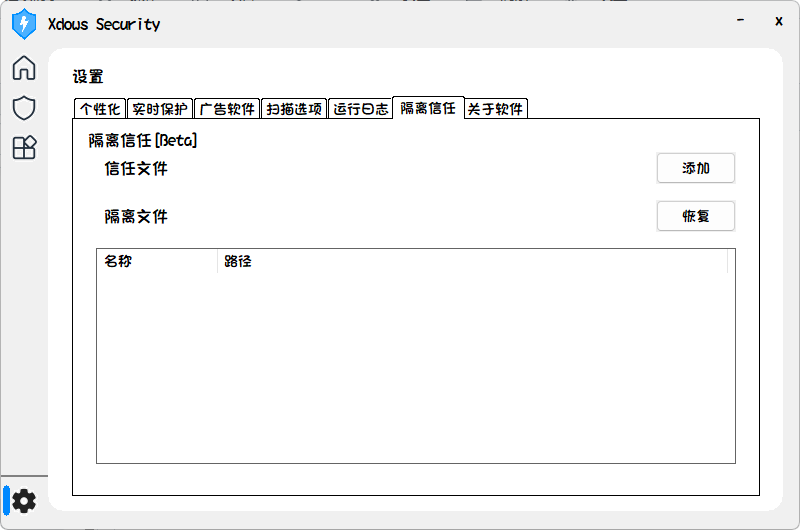 Xdows Security
设置
个性化 实时保护 广告软件 扫描选项 运行日志 隔离信任 关于软件
隔离信任[Beta]
信任文件 添加
隔离文件 恢复
名称 路径